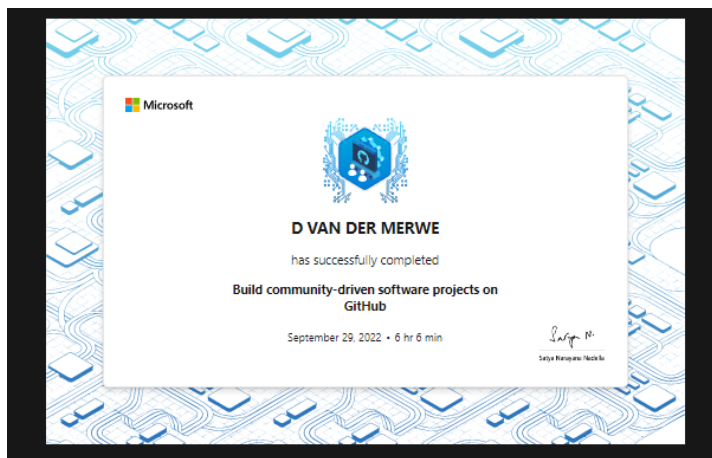 Microsoft
D VAN DER MERWE
has successfully completed
Build community-driven software projects on
GitHub
September 29, 2022 • 6 hr 6 min
Satya N.
Satya Narayana Nadella